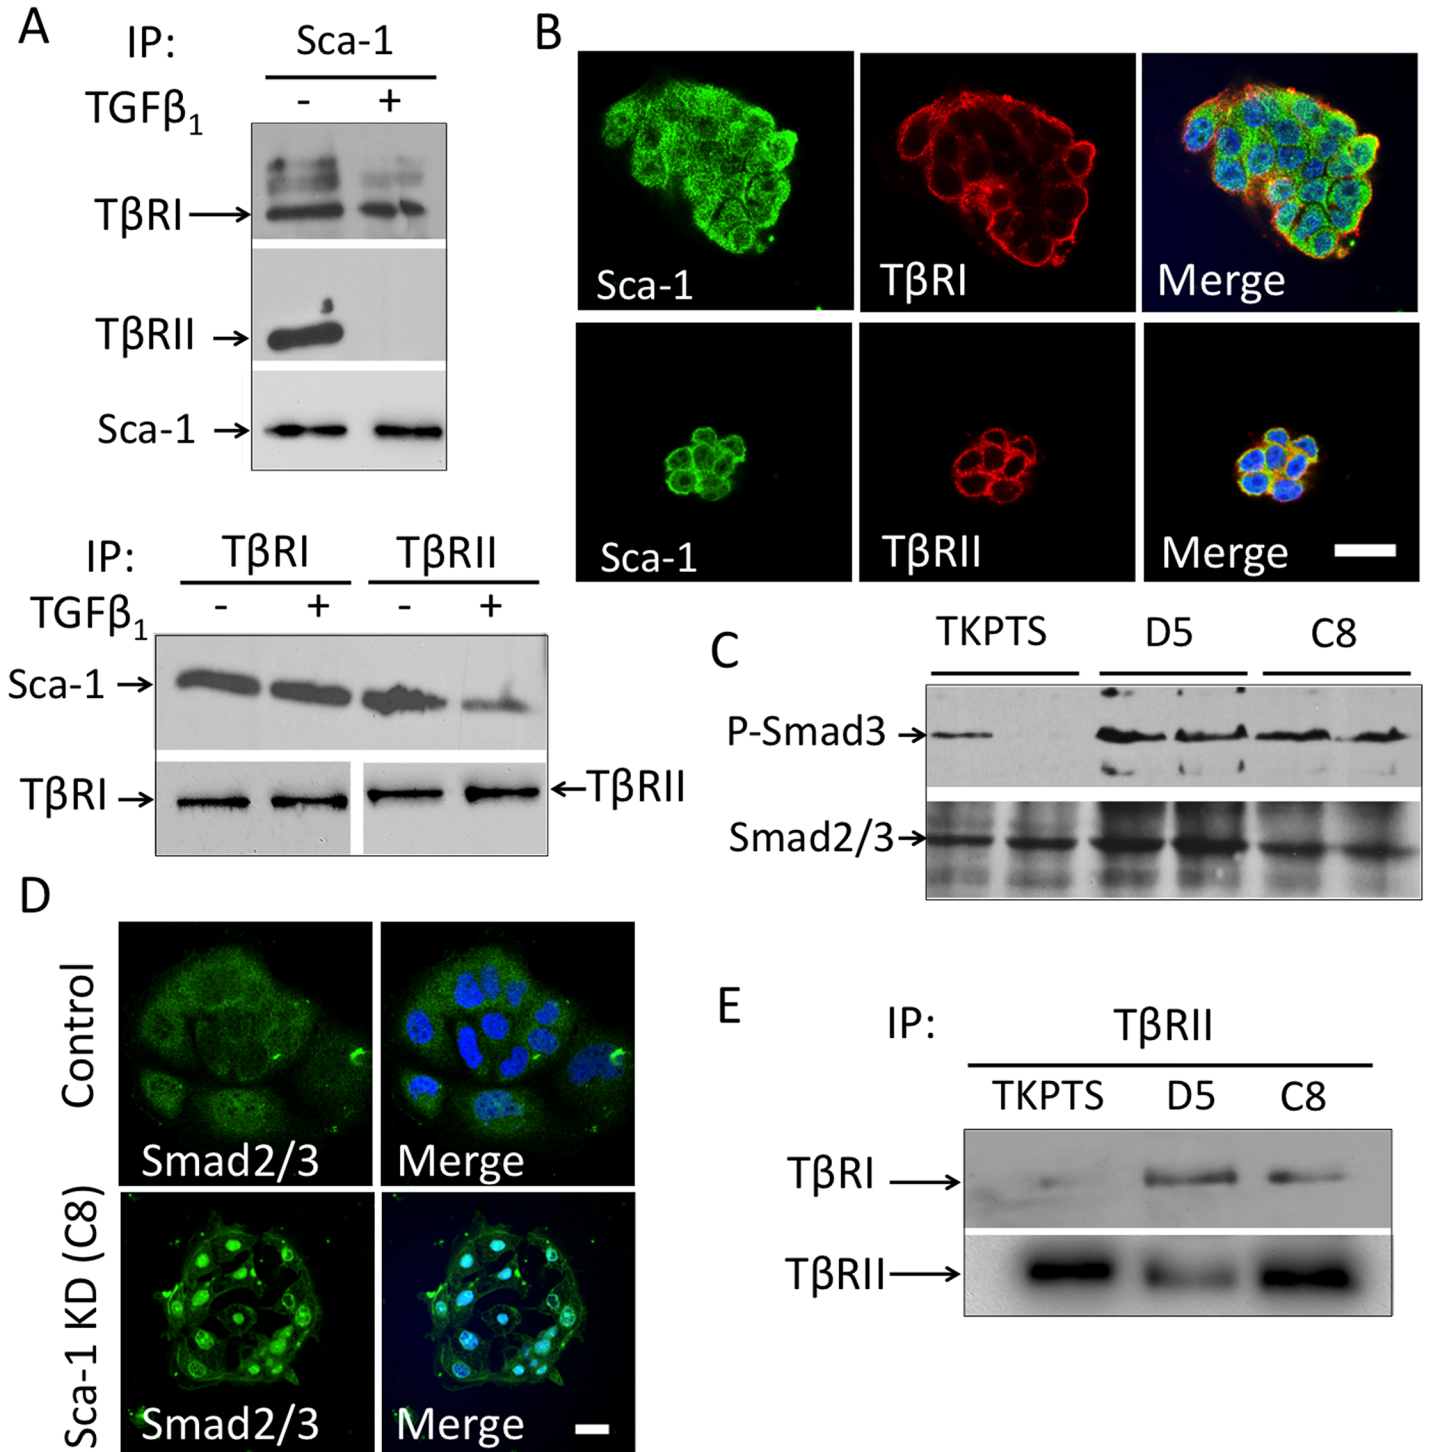 A
IP: Sca-1
TGFβ1 - +
TβRI
TβRII
Sca-1
IP: TβRI TβRII
TGFβ1 - + - +
Sca-1
TβRI TβRII
B
Sca-1 TβRI Merge
Sca-1 TβRII Merge
C
TKPTS D5 C8
P-Smad3
Smad2/3
D
Control
Smad2/3 Merge
Sca-1 KD (C8)
Smad2/3 Merge
E
IP: TβRII
TKPTS D5 C8
TβRI
TβRII